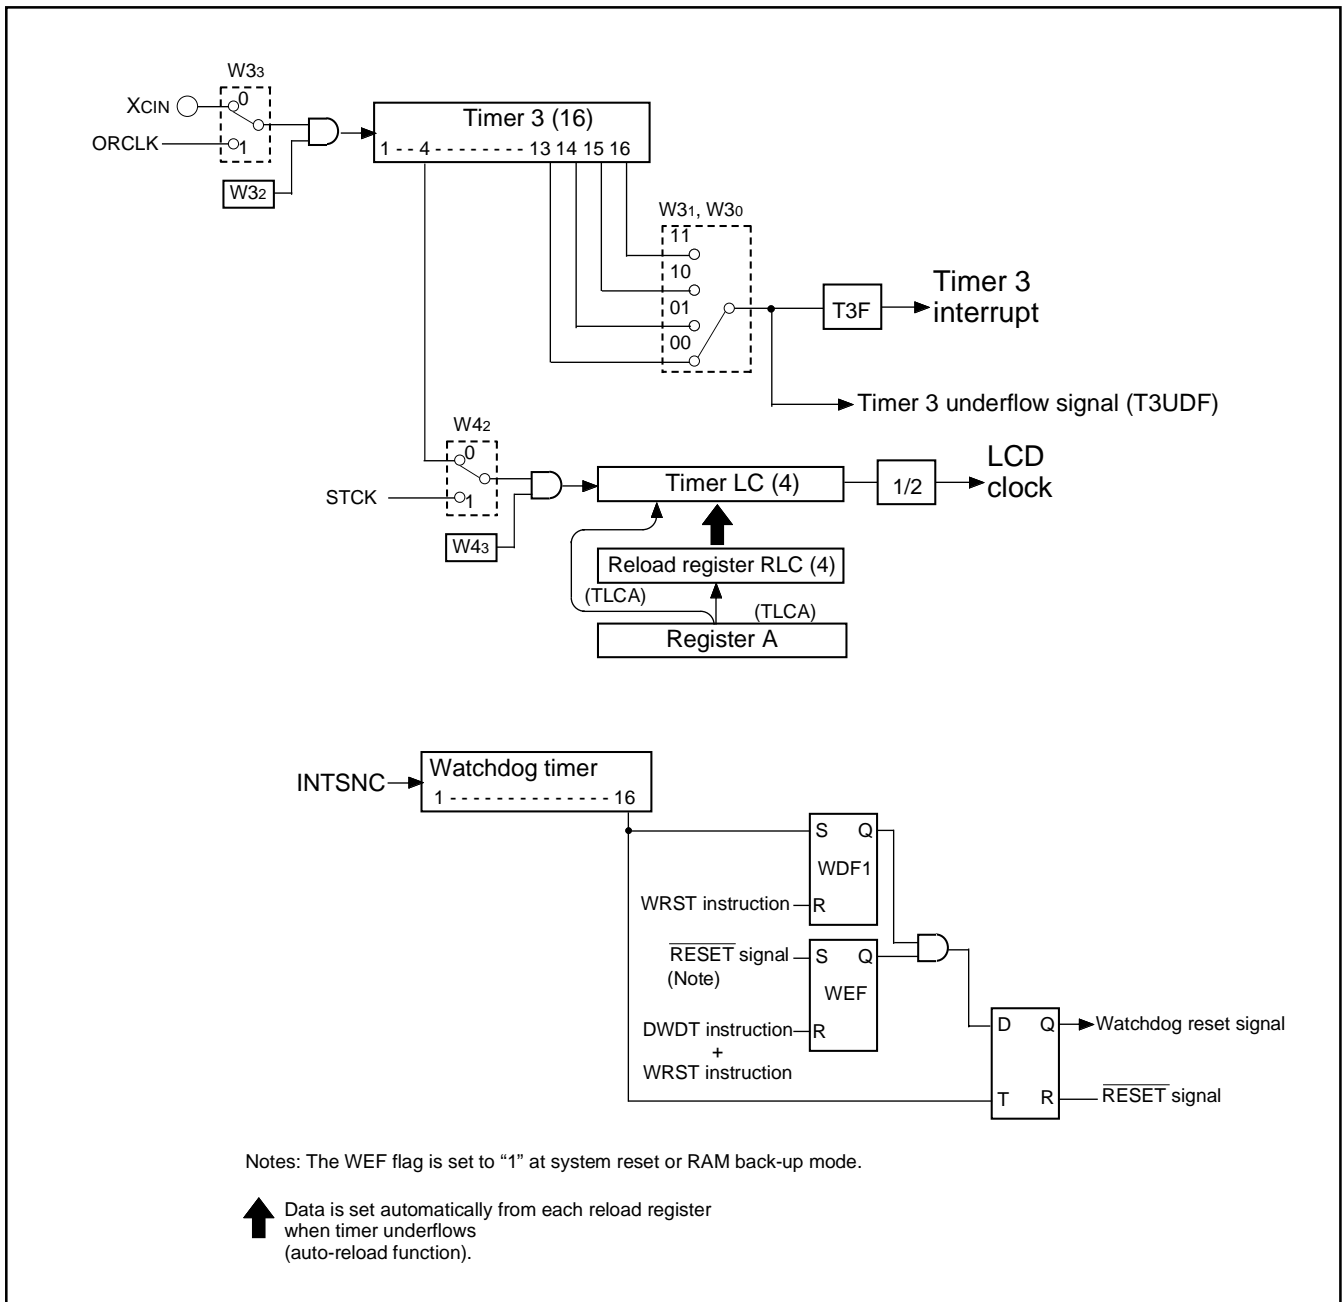 W33
XCIN
0
ORCLK
1
W32
Timer 3 (16)
1 - - 4 - - - - - - - - - 13 14 15 16
W31, W30
11
10
01
00
T3F
Timer 3
interrupt
Timer 3 underflow signal (T3UDF)
W42
0
STCK
1
W43
Timer LC (4)
1/2
LCD
clock
Reload register RLC (4)
(TLCA)
(TLCA)
Register A
INTSNC
Watchdog timer
1 - - - - - - - - - - - - - - 16
S Q
WDF1
WRST instruction
R
RESET signal
(Note)
S Q
WEF
DWDT instruction
+
WRST instruction
R
D Q
Watchdog reset signal
T R
RESET signal
Notes: The WEF flag is set to “1” at system reset or RAM back-up mode.
Data is set automatically from each reload register
when timer underflows
(auto-reload function).